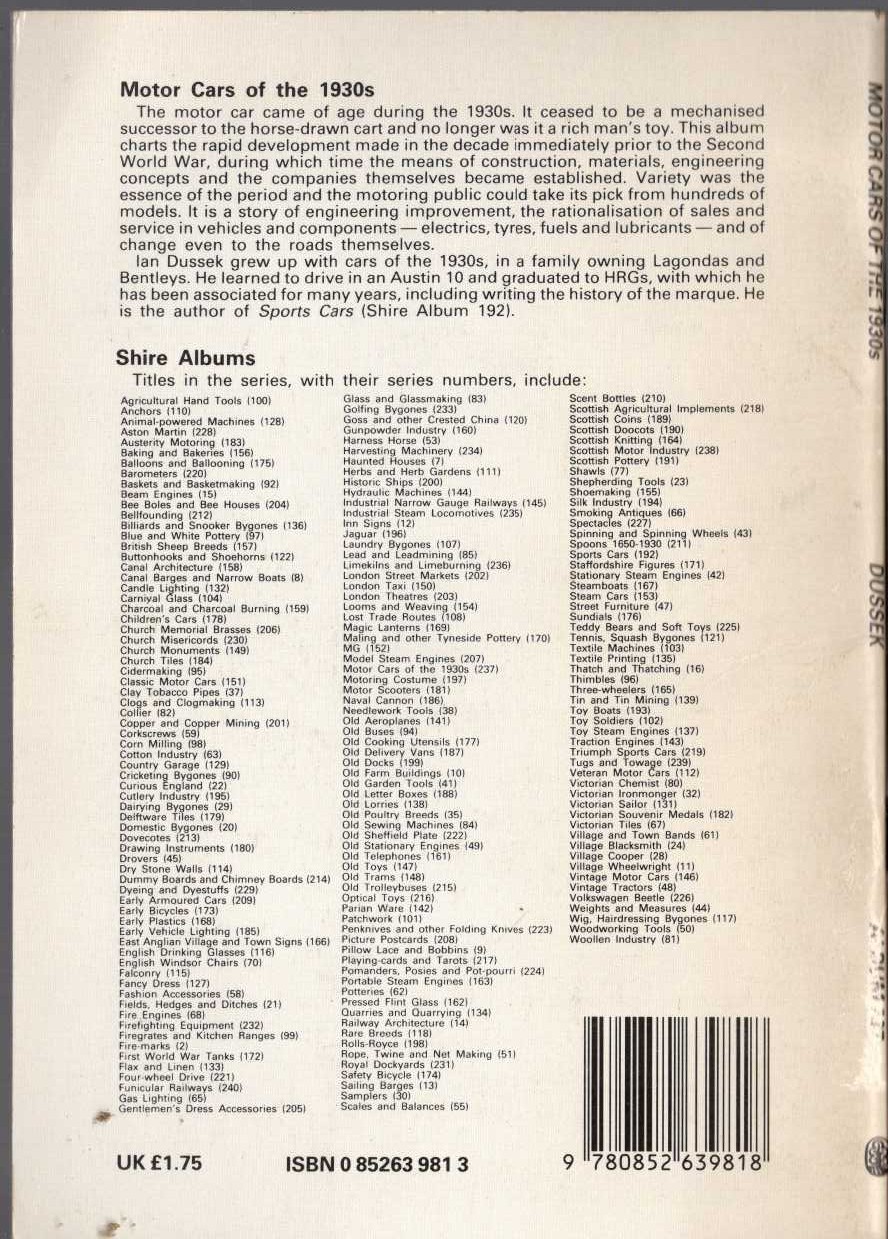 Motor Cars of the 1930s
The motor car came of age during the 1930s. It ceased to be a mechanised
successor to the horse-drawn cart and no longer was it a rich man's toy. This album
charts the rapid development made in the decade immediately prior to the Second
World War, during which time the means of construction, materials, engineering
concepts and the companies themselves became established. Variety was the
essence of the period and the motoring public could take its pick from hundreds of
models. It is a story of engineering improvement, the rationalisation of sales and
service in vehicles and components — electrics, tyres, fuels and lubricants — and of
change even to the roads themselves.
Ian Dussek grew up with cars of the 1930s, in a family owning Lagondas and
Bentleys. He learned to drive in an Austin 10 and graduated to HRGs, with which he
has been associated for many years, including writing the history of the marque. He
is the author of Sports Cars (Shire Album 192).
Shire Albums
Titles in the series, with their series numbers, include:
Agricultural Hand Tools (100)
Anchors (110)
Animal-powered Machines (128)
Aston Martin (228)
Austerity Motoring (183)
Baking and Bakeries (156)
Balloons and Ballooning (175)
Barometers (220)
Baskets and Basketmaking (92)
Beam Engines (15)
Bee Boles and Bee Houses (204)
Bellfounding (212)
Billiards and Snooker Bygones (136)
Blue and White Pottery (97)
British Sheep Breeds (157)
Buttonhooks and Shoehorns (122)
Canal Architecture (158)
Canal Barges and Narrow Boats (8)
Candle Lighting (132)
Carnival Glass (104)
Charcoal and Charcoal Burning (159)
Children's Cars (178)
Church Memorial Brasses (206)
Church Misericords (230)
Church Monuments (149)
Church Tiles (184)
Cidermaking (95)
Classic Motor Cars (151)
Clay Tobacco Pipes (37)
Clogs and Clogmaking (113)
Collier (82)
Copper and Copper Mining (201)
Corkscrews (59)
Corn Milling (98)
Cotton Industry (63)
Country Garage (129)
Cricketing Bygones (90)
Curious England (22)
Cutlery Industry (195)
Dairying Bygones (29)
Delftware Tiles (179)
Domestic Bygones (20)
Dovecotes (213)
Drawing Instruments (180)
Drovers (45)
Dry Stone Walls (114)
Dummy Boards and Chimney Boards (214)
Dyeing and Dyestuffs (229)
Early Armoured Cars (209)
Early Bicycles (173)
Early Plastics (168)
Early Vehicle Lighting (185)
East Anglian Village and Town Signs (166)
English Drinking Glasses (116)
English Windsor Chairs (70)
Falconry (115)
Fancy Dress (127)
Fashion Accessories (58)
Fields, Hedges and Ditches (21)
Fire Engines (68)
Firefighting Equipment (232)
Firegrates and Kitchen Ranges (99)
Fire-marks (2)
First World War Tanks (172)
Flax and Linen (133)
Four-wheel Drive (221)
Funicular Railways (240)
Gas Lighting (65)
Gentlemen's Dress Accessories (205)
Glass and Glassmaking (83)
Golfing Bygones (233)
Goss and other Crested China (120)
Gunpowder Industry (160)
Harness Horse (53)
Harvesting Machinery (234)
Haunted Houses (7)
Herbs and Herb Gardens (111)
Historic Ships (200)
Hydraulic Machines (144)
Industrial Narrow Gauge Railways (145)
Industrial Steam Locomotives (235)
Inn Signs (12)
Jaguar (196)
Laundry Bygones (107)
Lead and Leadmining (85)
Limekilns and Limeburning (236)
London Street Markets (202)
London Taxi (150)
London Theatres (203)
Looms and Weaving (154)
Lost Trade Routes (108)
Magic Lanterns (169)
Maling and other Tyneside Pottery (170)
MG (152)
Model Steam Engines (207)
Motor Cars of the 1930s (237)
Motoring Costume (197)
Motor Scooters (181)
Naval Cannon (186)
Needlework Tools (38)
Old Aeroplanes (141)
Old Buses (94)
Old Cooking Utensils (177)
Old Delivery Vans (187)
Old Docks (199)
Old Farm Buildings (10)
Old Garden Tools (41)
Old Letter Boxes (188)
Old Lorries (138)
Old Poultry Breeds (35)
Old Sewing Machines (84)
Old Sheffield Plate (222)
Old Stationary Engines (49)
Old Telephones (161)
Old Toys (147)
Old Trams (148)
Old Trolleybuses (215)
Optical Toys (216)
Parian Ware (142)
Patchwork (101)
Penknives and other Folding Knives (223)
Picture Postcards (208)
Pillow Lace and Bobbins (9)
Playing-cards and Tarots (217)
Pomanders, Posies and Pot-pourri (224)
Portable Steam Engines (163)
Potteries (62)
Pressed Flint Glass (162)
Quarries and Quarrying (134)
Railway Architecture (14)
Rare Breeds (118)
Rolls-Royce (198)
Rope, Twine and Net Making (51)
Royal Dockyards (231)
Safety Bicycle (174)
Sailing Barges (13)
Samplers (30)
Scales and Balances (55)
Scent Bottles (210)
Scottish Agricultural Implements (218)
Scottish Coins (189)
Scottish Doocots (190)
Scottish Knitting (164)
Scottish Motor Industry (238)
Scottish Pottery (191)
Shawls (77)
Shepherding Tools (23)
Shoemaking (155)
Silk Industry (194)
Smoking Antiques (66)
Spectacles (227)
Spinning and Spinning Wheels (43)
Spoons 1650-1930 (211)
Sports Cars (192)
Staffordshire Figures (171)
Stationary Steam Engines (42)
Steamboats (167)
Steam Cars (153)
Street Furniture (47)
Sundials (176)
Teddy Bears and Soft Toys (225)
Tennis, Squash Bygones (121)
Textile Machines (103)
Textile Printing (135)
Thatch and Thatching (16)
Thimbles (96)
Three-wheelers (165)
Tin and Tin Mining (139)
Toy Boats (193)
Toy Soldiers (102)
Toy Steam Engines (137)
Traction Engines (143)
Triumph Sports Cars (219)
Tugs and Towage (239)
Veteran Motor Cars (112)
Victorian Chemist (80)
Victorian Ironmonger (32)
Victorian Sailor (131)
Victorian Souvenir Medals (182)
Victorian Tiles (67)
Village and Town Bands (61)
Village Blacksmith (24)
Village Cooper (28)
Village Wheelwright (11)
Vintage Motor Cars (146)
Vintage Tractors (48)
Volkswagen Beetle (226)
Weights and Measures (44)
Wig, Hairdressing Bygones (117)
Woodworking Tools (50)
Woollen Industry (81)
UK £1.75
ISBN 0 85263 981 3
9 780852 639818
MOTOR CARS OF THE 1930s
DUSSEK